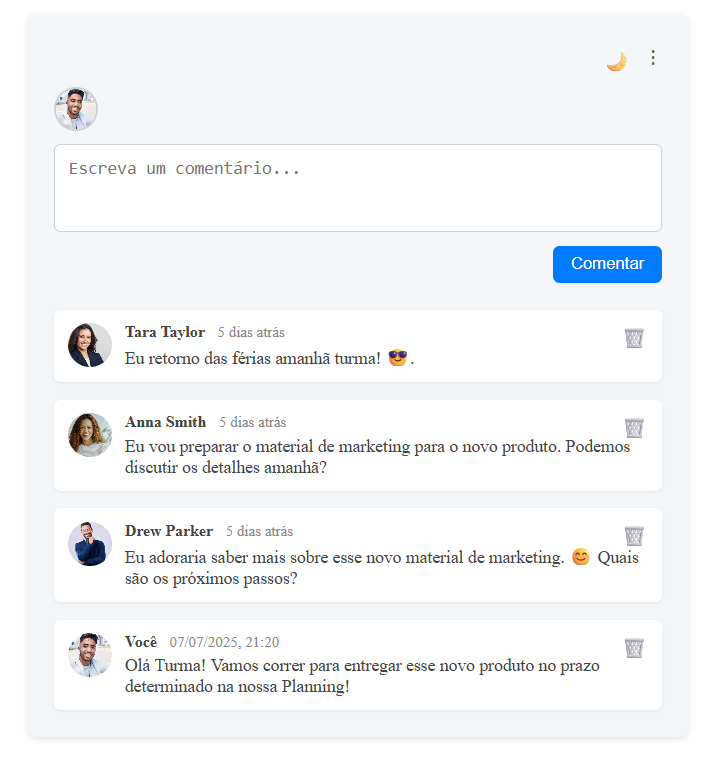 Escreva um comentário...
Comentar
Tara Taylor 5 dias atrás
Eu retorno das férias amanhã turma! 😎.
Anna Smith 5 dias atrás
Eu vou preparar o material de marketing para o novo produto. Podemos
discutir os detalhes amanhã?
Drew Parker 5 dias atrás
Eu adoraria saber mais sobre esse novo material de marketing. 😊 Quais
são os próximos passos?
Você 07/07/2025, 21:20
Olá Turma! Vamos correr para entregar esse novo produto no prazo
determinado na nossa Planning!